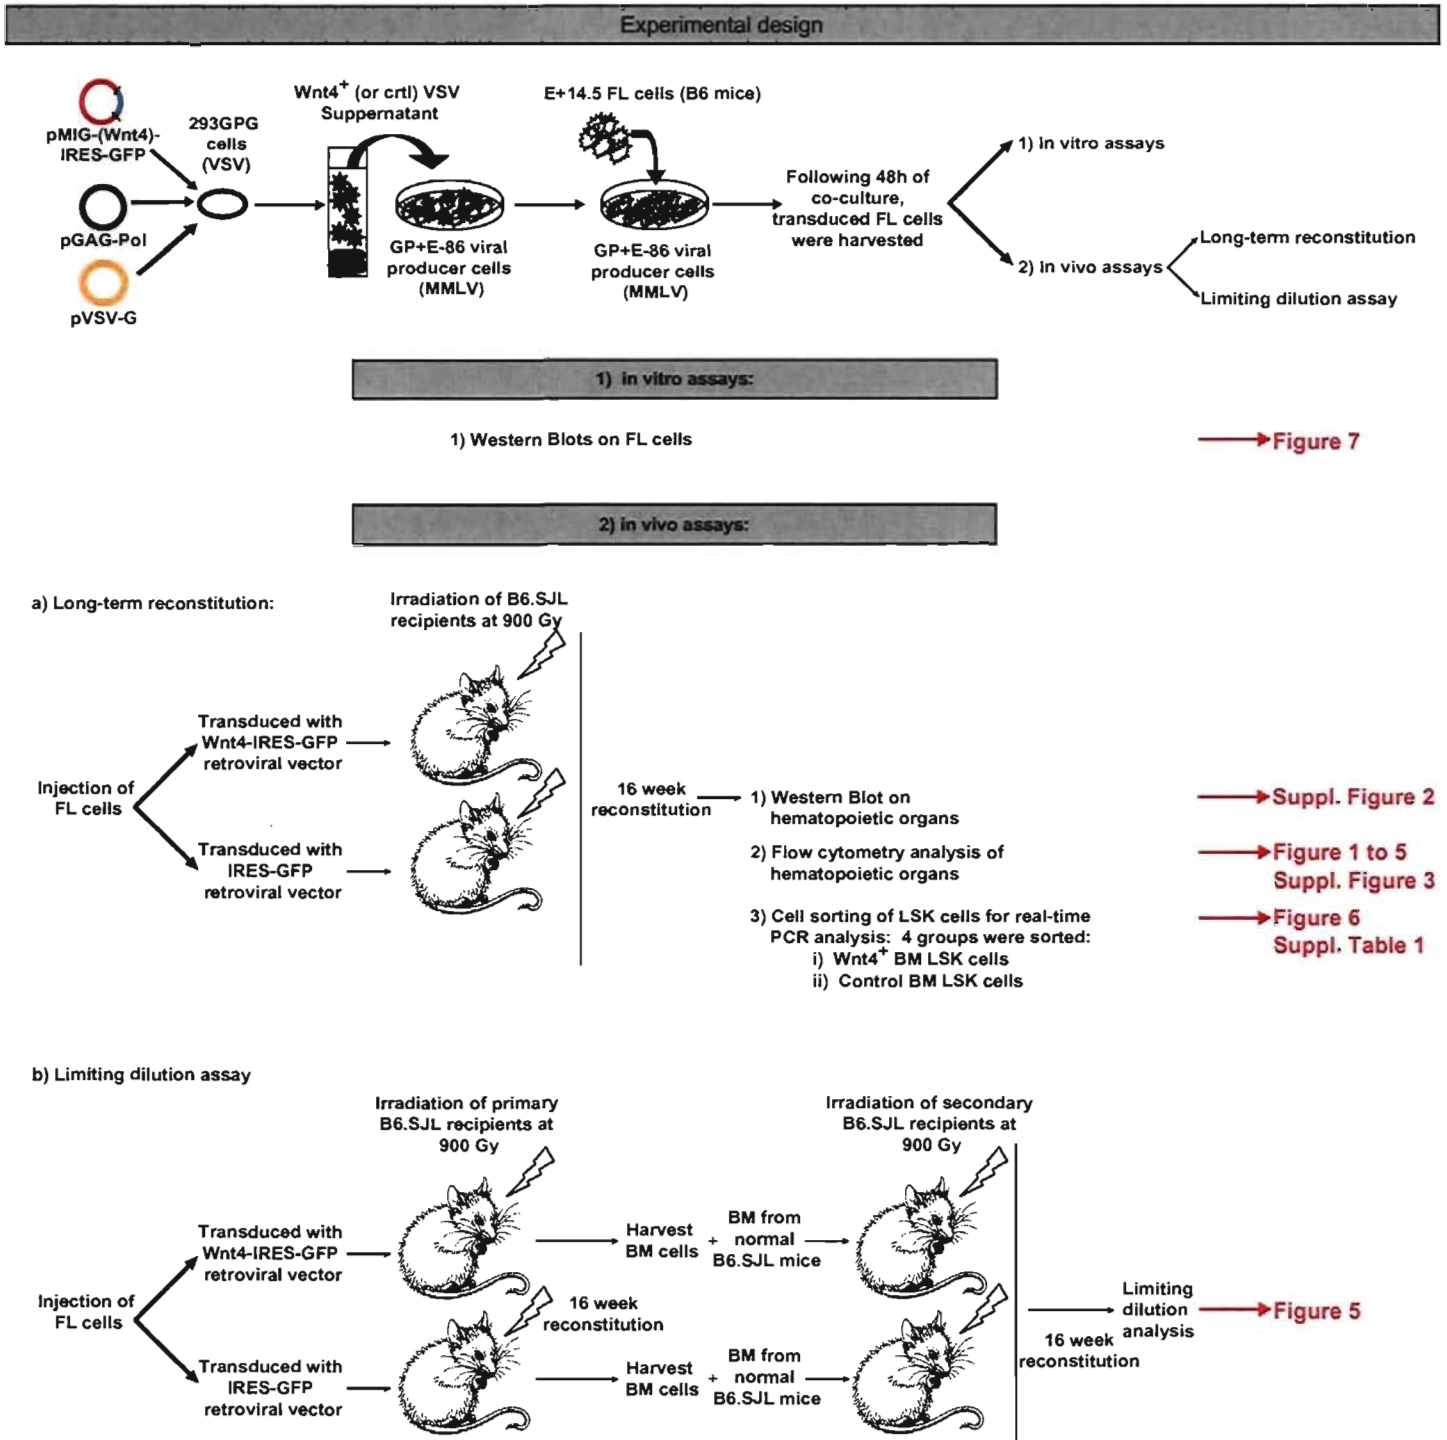 Experimental design
pMIG-(Wnt4)-
IRES-GFP
pGAG-Pol
pVSV-G
293GPG
cells
(VSV)
Wnt4+ (or crtl) VSV
Suppernatant
GP+E-86 viral
producer cells
(MMLV)
E+14.5 FL cells (B6 mice)
GP+E-86 viral
producer cells
(MMLV)
Following 48h of
co-culture,
transduced FL cells
were harvested
1) In vitro assays
2) In vivo assays
Long-term reconstitution
Limiting dilution assay
1) in vitro assays:
1) Western Blots on FL cells
Figure 7
2) in vivo assays:
a) Long-term reconstitution:
Irradiation of B6.SJL
recipients at 900 Gy
Injection of
FL cells
Transduced with
Wnt4-IRES-GFP
retroviral vector
Transduced with
IRES-GFP
retroviral vector
16 week
reconstitution
1) Western Blot on
hematopoietic organs
Suppl. Figure 2
2) Flow cytometry analysis of
hematopoietic organs
Figure 1 to 5
Suppl. Figure 3
3) Cell sorting of LSK cells for real-time
PCR analysis: 4 groups were sorted:
i) Wnt4+ BM LSK cells
ii) Control BM LSK cells
Figure 6
Suppl. Table 1
b) Limiting dilution assay
Irradiation of primary
B6.SJL recipients at
900 Gy
Irradiation of secondary
B6.SJL recipients at
900 Gy
Injection of
FL cells
Transduced with
Wnt4-IRES-GFP
retroviral vector
Harvest
BM cells
+
BM from
normal
B6.SJL mice
16 week
reconstitution
Transduced with
IRES-GFP
retroviral vector
Harvest
BM cells
+
BM from
normal
B6.SJL mice
16 week
reconstitution
Limiting
dilution
analysis
Figure 5